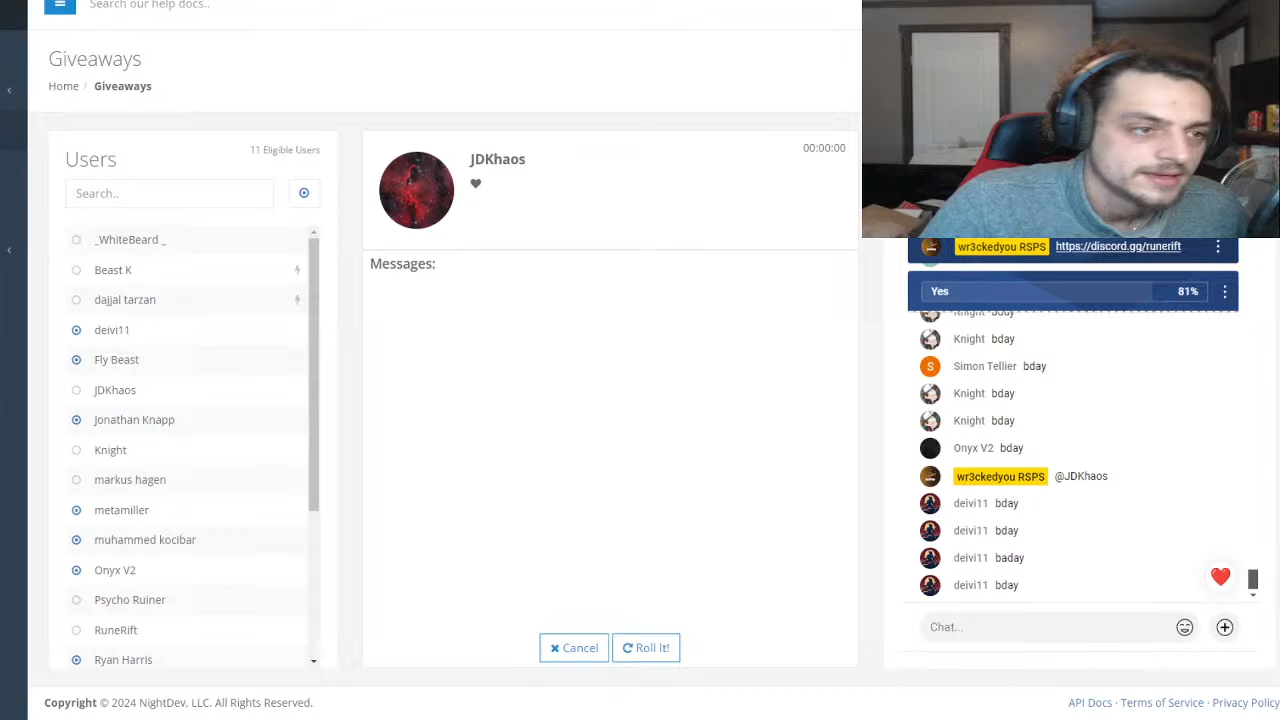 Search our help docs..
Giveaways
Home / Giveaways
Users
11 Eligible Users
Search..
_WhiteBeard _
Beast K
dajjal tarzan
deivi11
Fly Beast
JDKhaos
Jonathan Knapp
Knight
markus hagen
metamiller
muhammed kocibar
Onyx V2
Psycho Ruiner
RuneRift
Ryan Harris
JDKhaos
00:00:00
Messages:
Cancel
Roll It!
wr3ckedyou RSPS https://discord.gg/runerift
Yes 81%
Knight bday
Knight bday
S Simon Tellier bday
Knight bday
Knight bday
Onyx V2 bday
wr3ckedyou RSPS @JDKhaos
deivi11 bday
deivi11 bday
deivi11 baday
deivi11 bday
Chat...
Copyright © 2024 NightDev, LLC. All Rights Reserved.
API Docs · Terms of Service · Privacy Policy